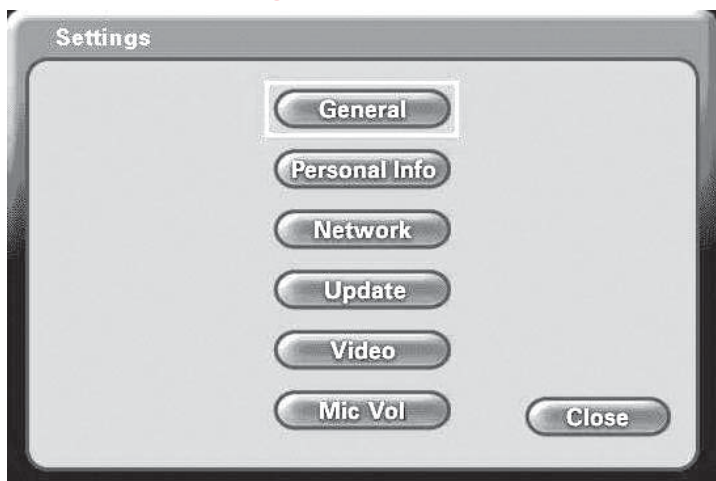 Settings
General
Personal Info
Network
Update
Video
Mic Vol
Close